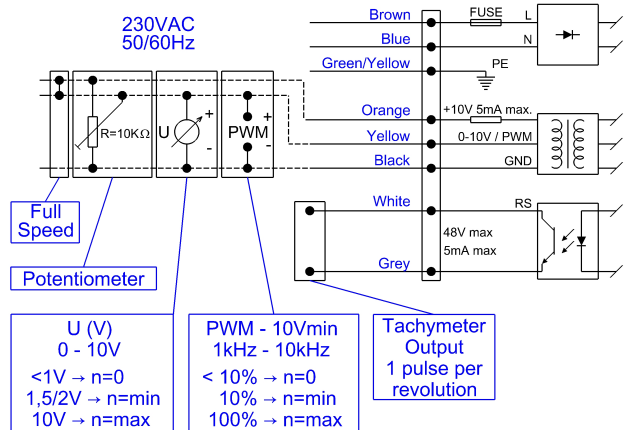 230VAC
50/60Hz
Brown
FUSE
L
Blue
N
Green/Yellow
PE
Orange
+10V 5mA max.
R=10KΩ
U
+
-
PWM
+
-
Yellow
0-10V / PWM
Black
GND
White
RS
48V max
5mA max
Grey
Full
Speed
Potentiometer
U (V)
0 - 10V
<1V → n=0
1,5/2V → n=min
10V → n=max
PWM - 10Vmin
1kHz - 10kHz
< 10% → n=0
10% → n=min
100% → n=max
Tachymeter
Output
1 pulse per
revolution